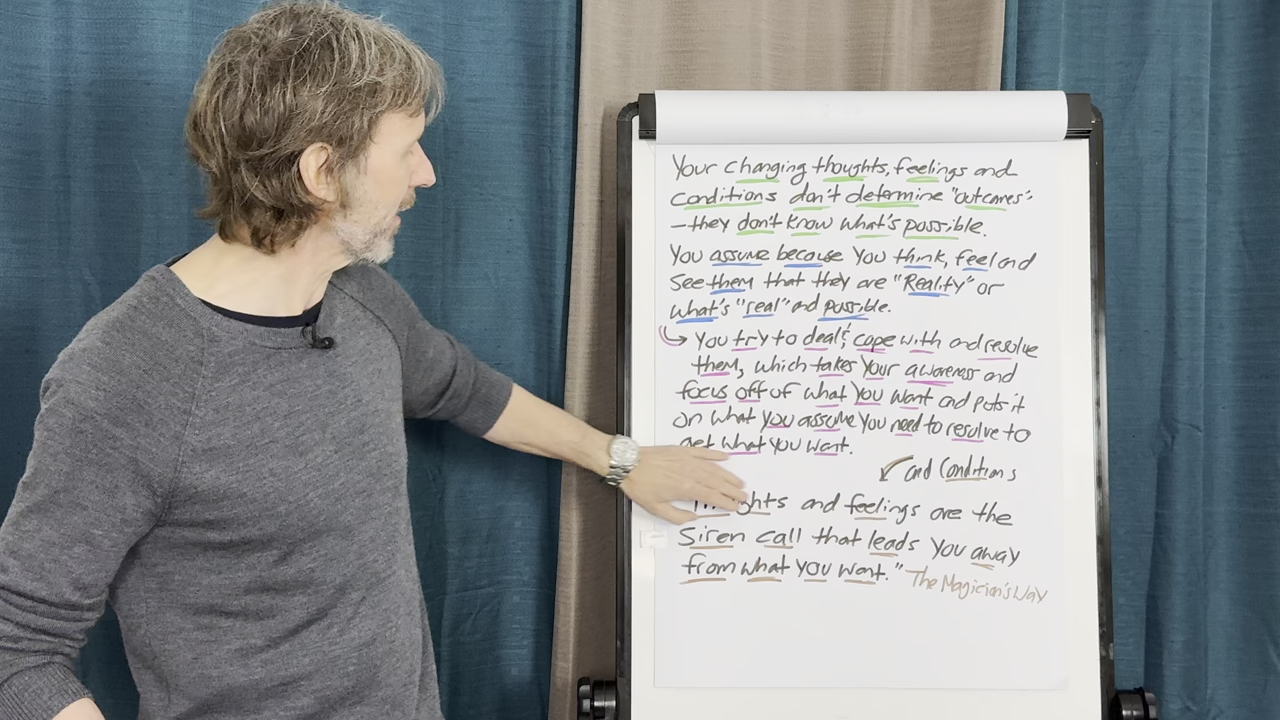 Your changing thoughts, feelings and
conditions don't determine "outcomes"
—they don't know what's possible.
You assume because you think, feel and
see them that they are "Reality" or
what's "real" and possible.
You try to deal & cope with and resolve
them, which takes your awareness and
focus off of what you want and puts it
on what you assume you need to resolve to
get what you want.
and Conditions
Thoughts and feelings are the
siren call that leads you away
from what you want." The Magician's Way